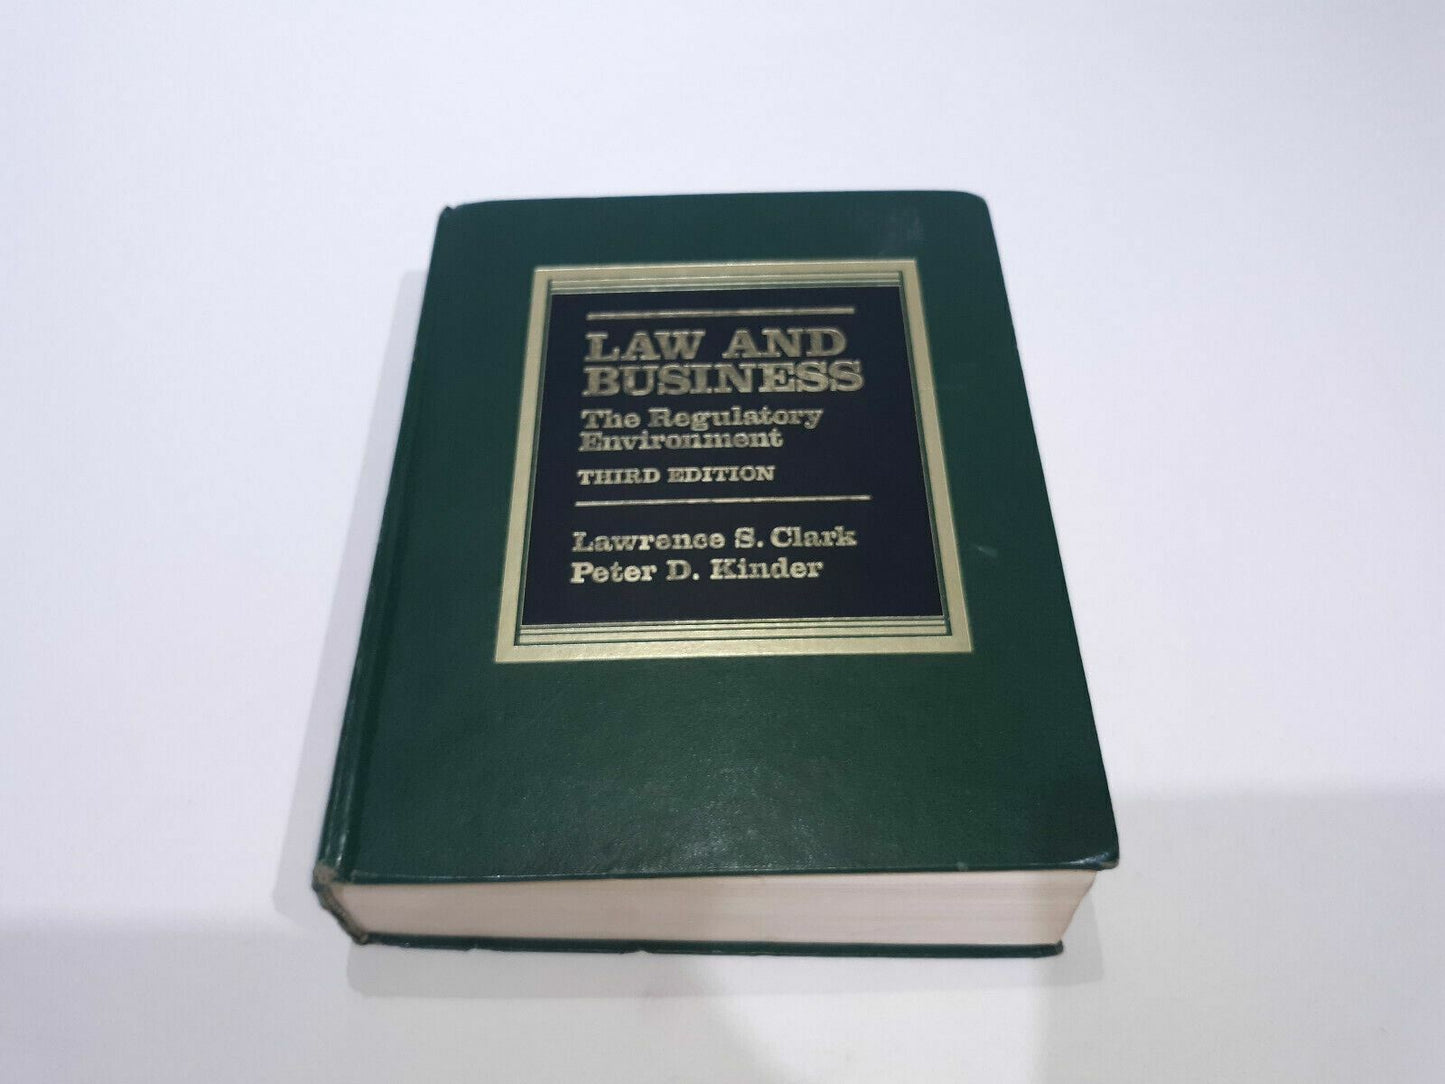 LAW AND
BUSINESS
The Regulatory
Environment
THIRD EDITION
Lawrence S. Clark
Peter D. Kinder